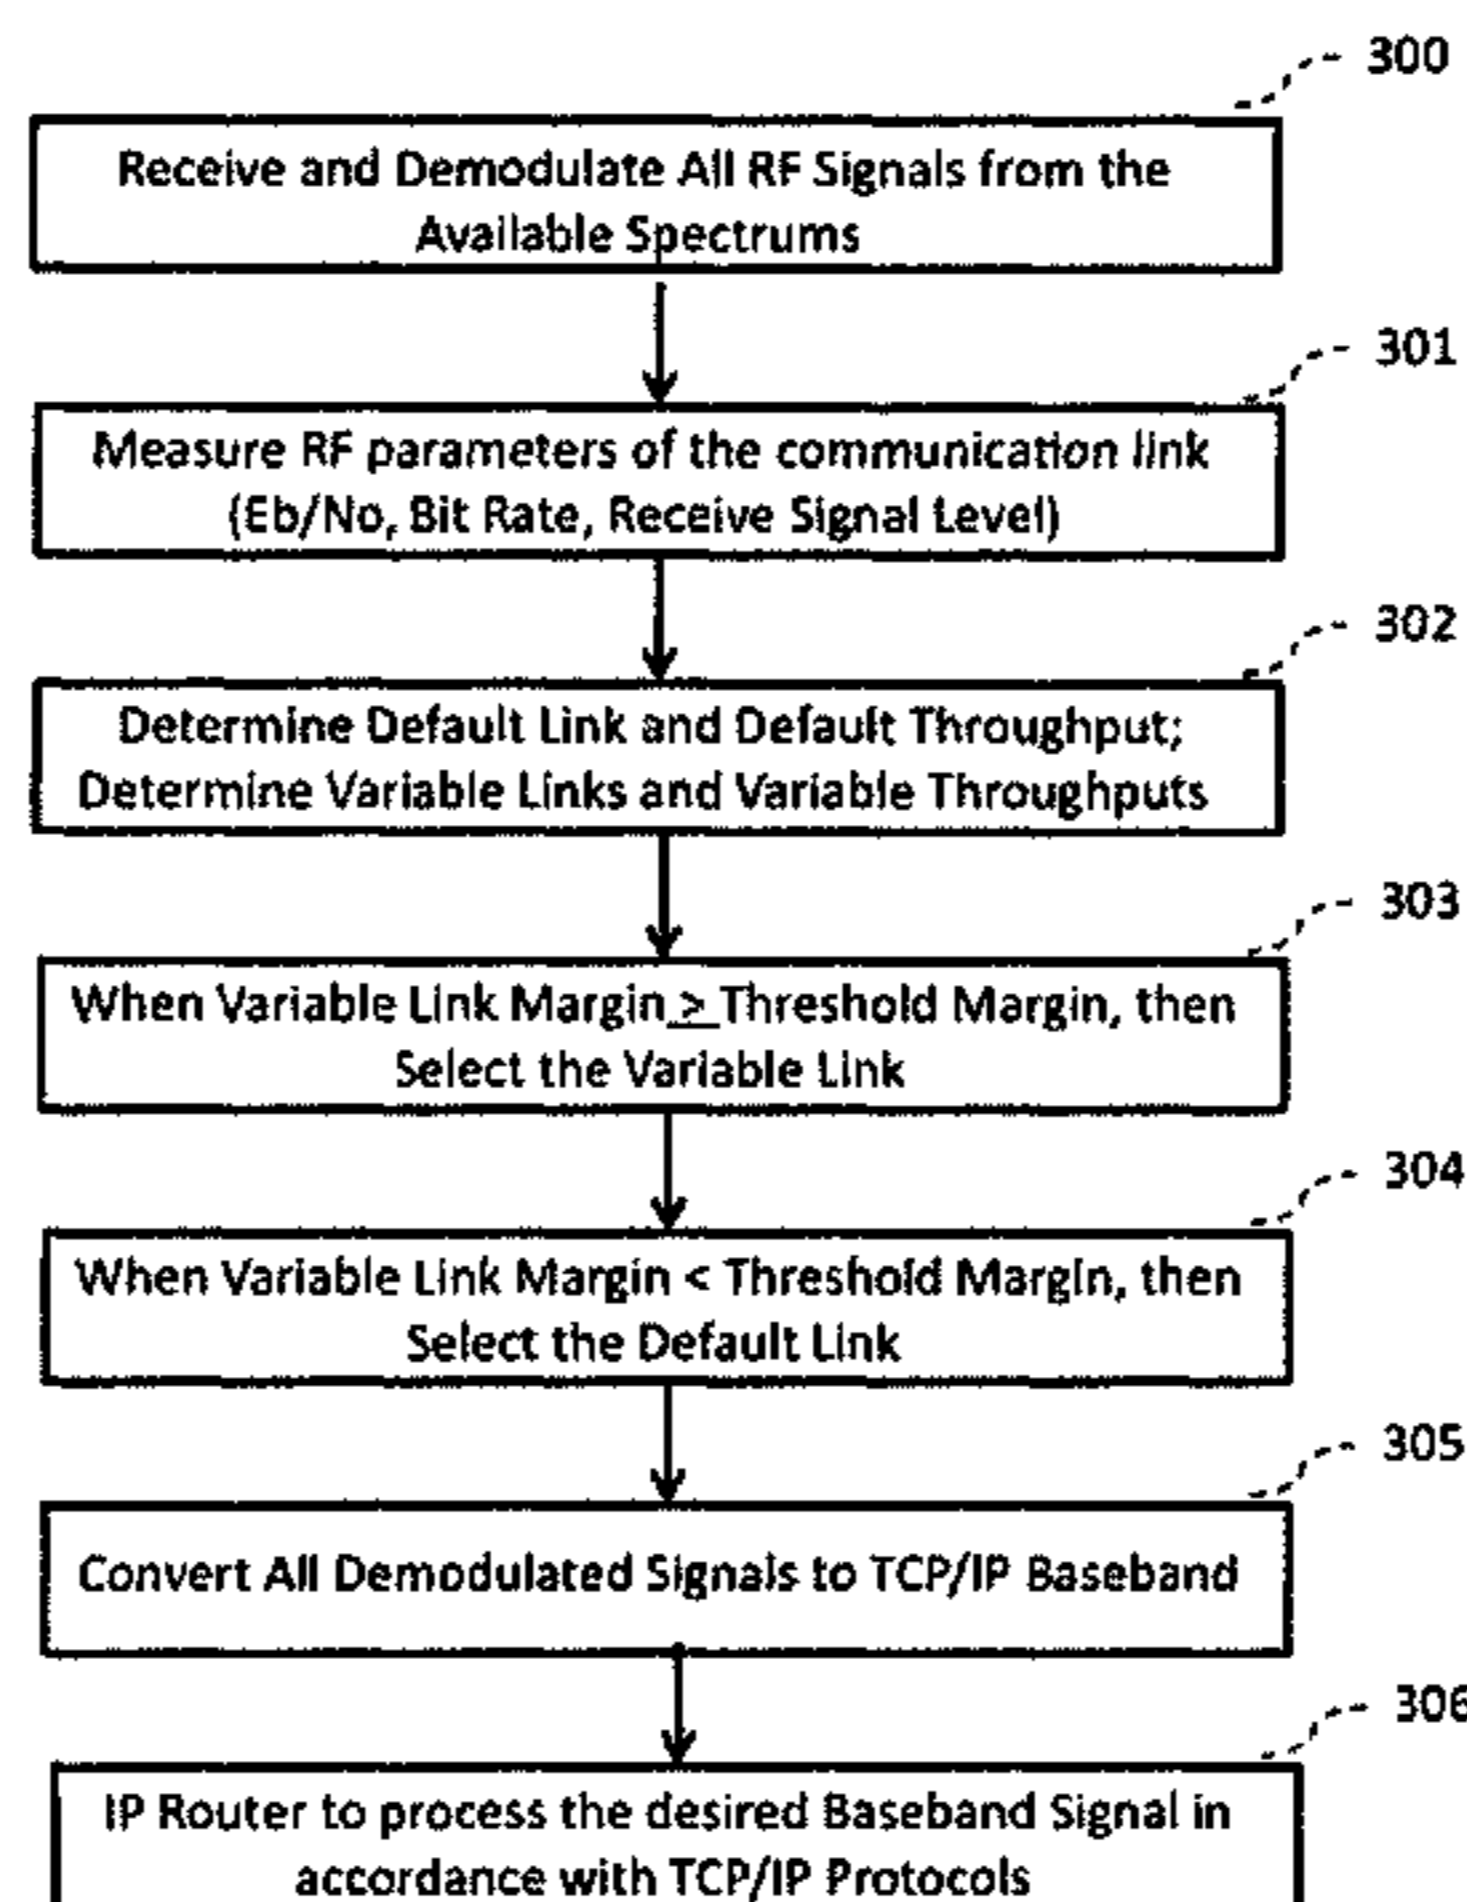 300
Receive and Demodulate All RF Signals from the
Available Spectrums
301
Measure RF parameters of the communication link
(Eb/No, Bit Rate, Receive Signal Level)
302
Determine Default Link and Default Throughput;
Determine Variable Links and Variable Throughputs
303
When Variable Link Margin ≥ Threshold Margin, then
Select the Variable Link
304
When Variable Link Margin < Threshold Margin, then
Select the Default Link
305
Convert All Demodulated Signals to TCP/IP Baseband
306
IP Router to process the desired Baseband Signal in
accordance with TCP/IP Protocols